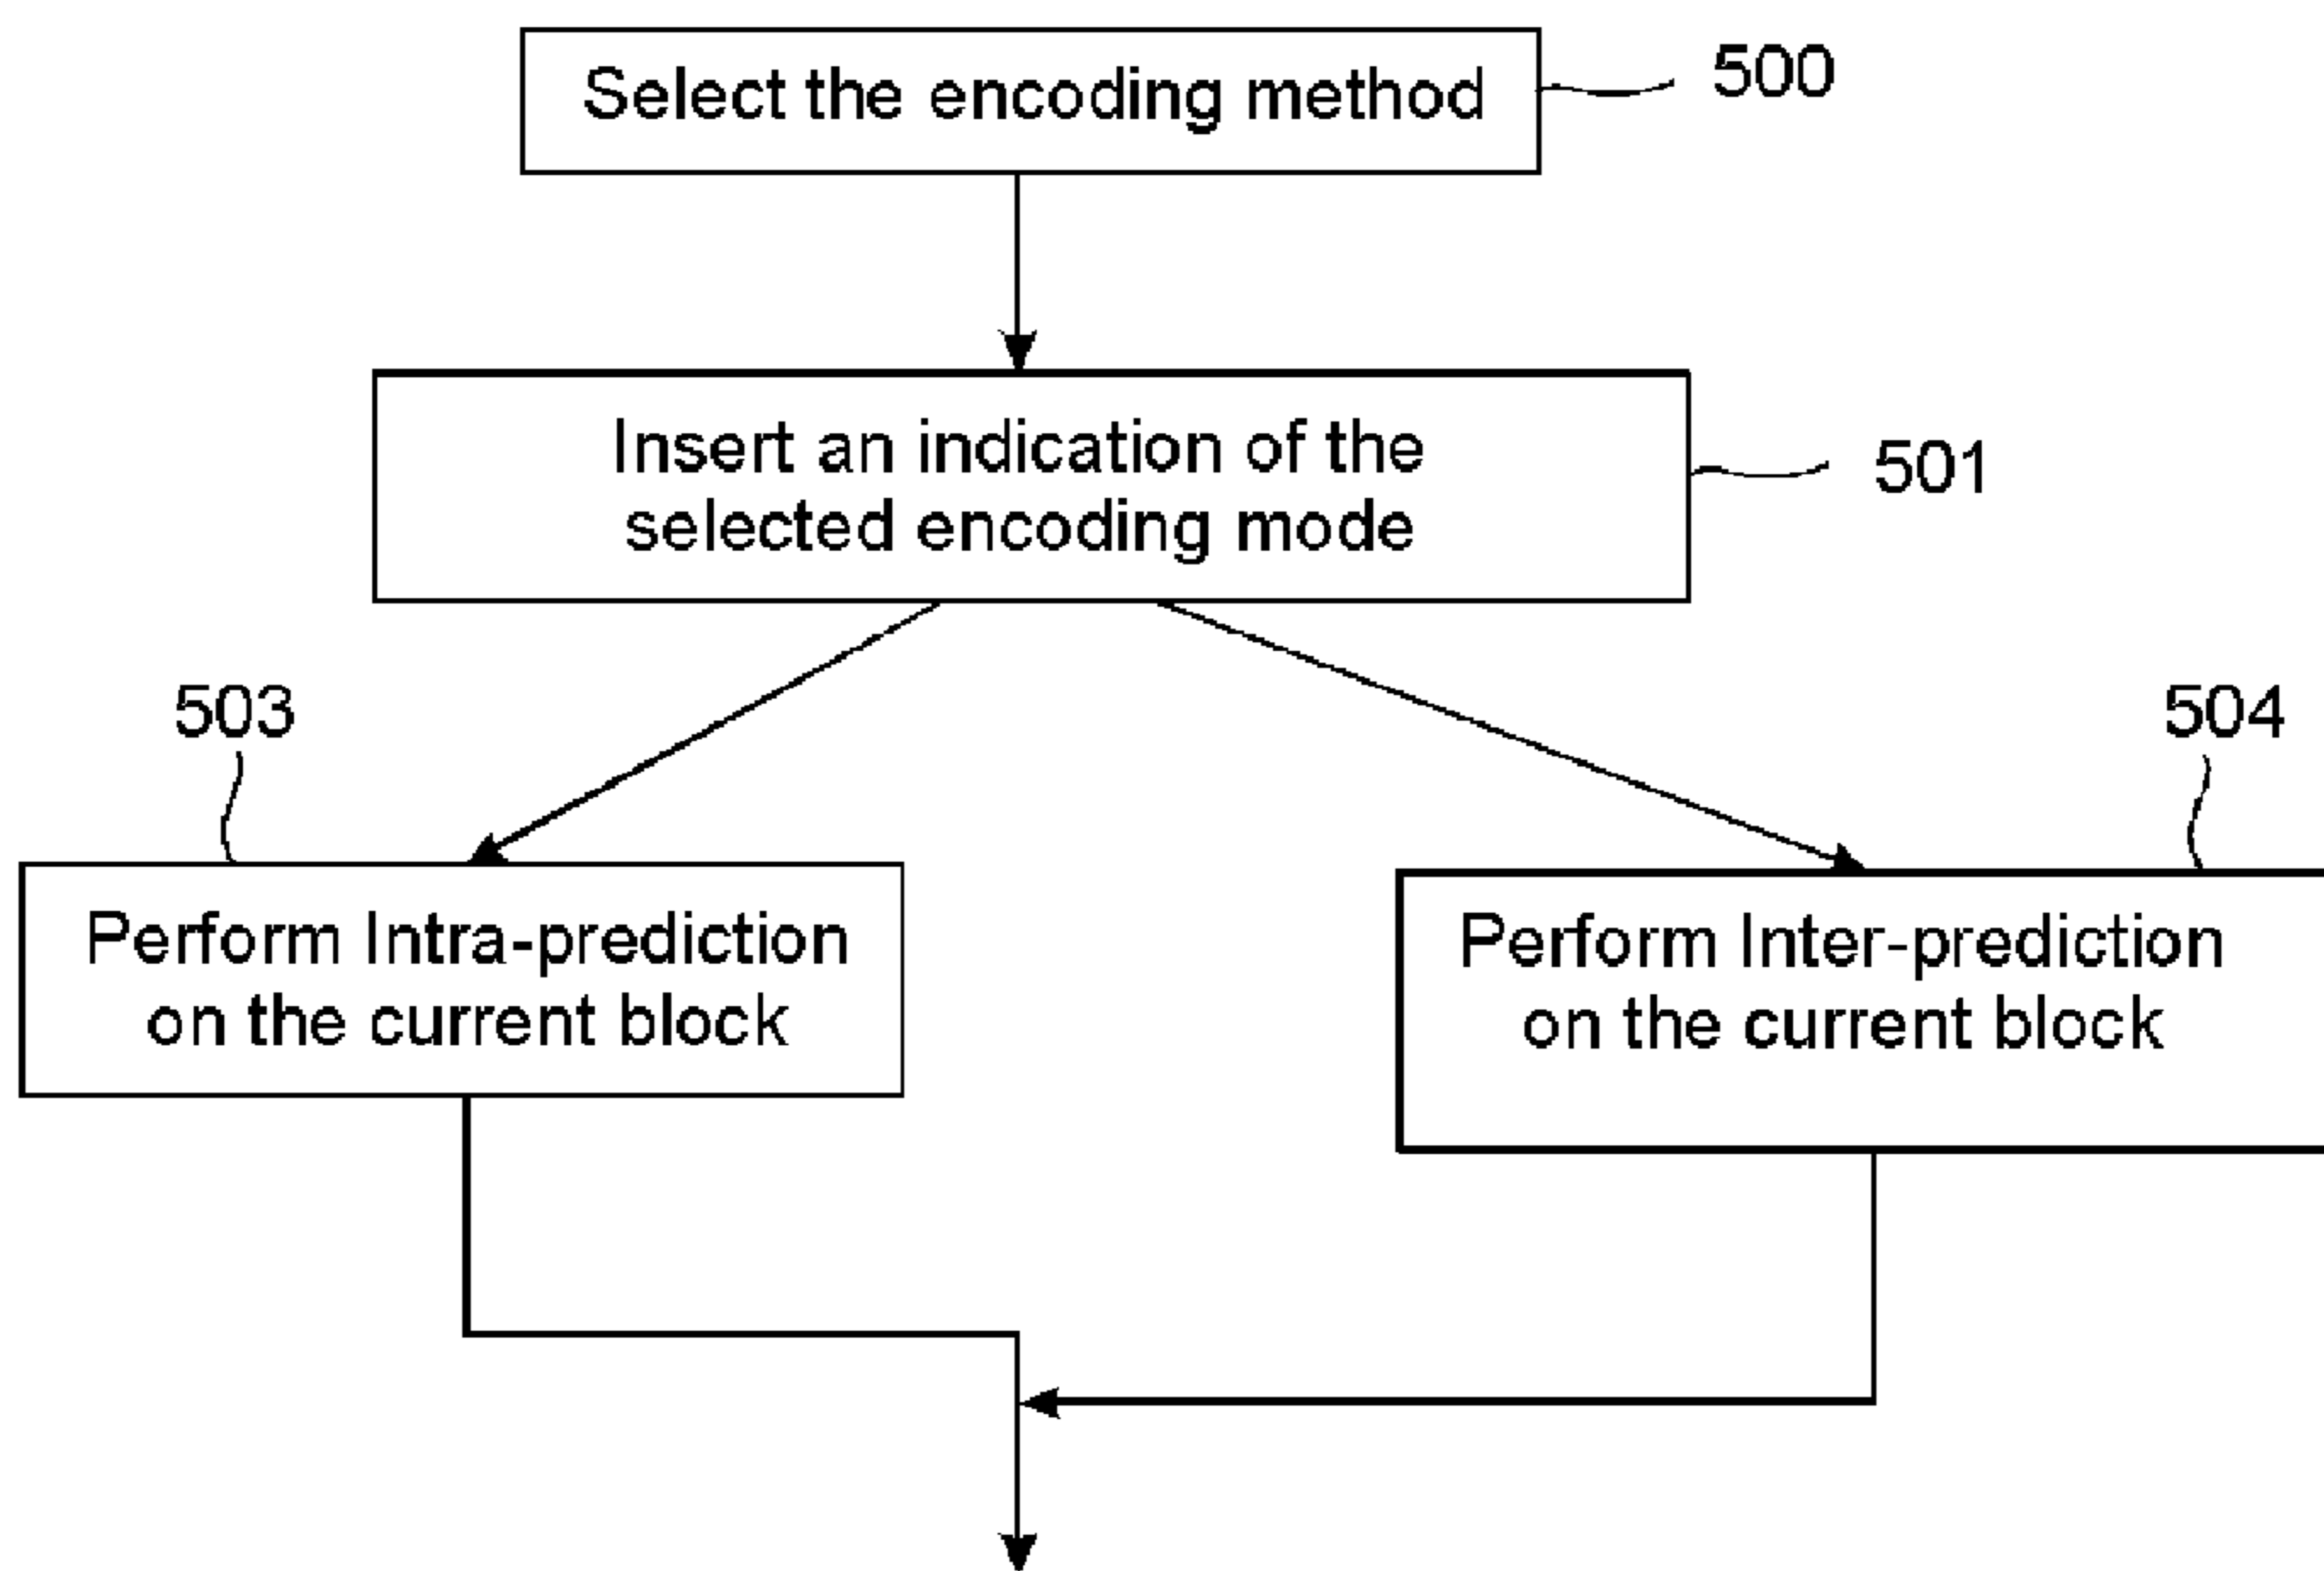 Select the encoding method
500
Insert an indication of the
selected encoding mode
501
503
504
Perform Intra-prediction
on the current block
Perform Inter-prediction
on the current block